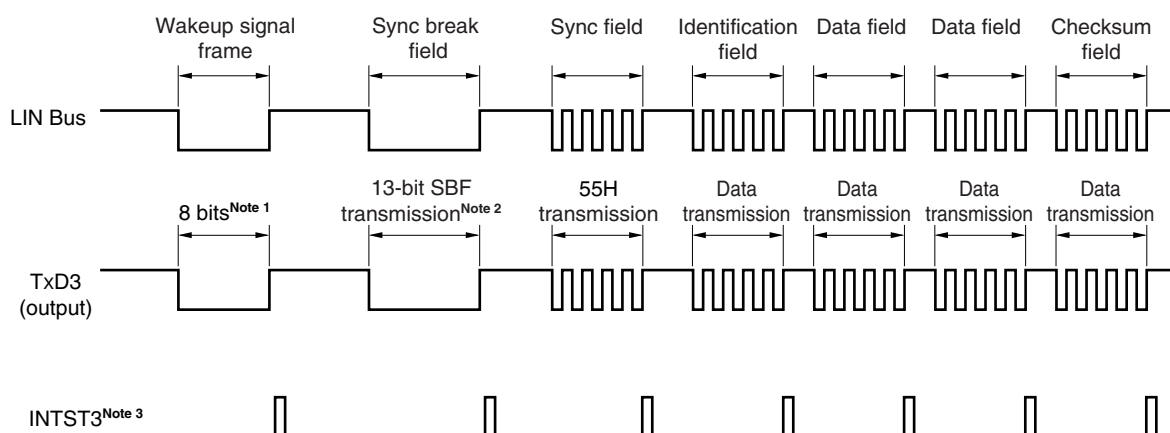 Wakeup signal frame
Sync break field
Sync field
Identification field
Data field
Data field
Checksum field
LIN Bus
8 bitsNote 1
13-bit SBF transmissionNote 2
55H transmission
Data transmission
Data transmission
Data transmission
Data transmission
TxD3 (output)
INTST3Note 3